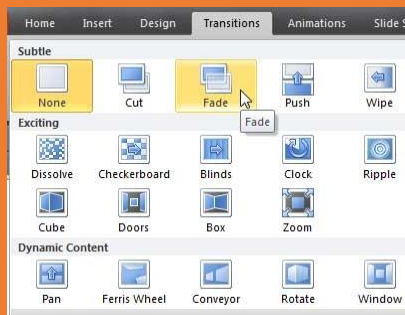 Home Insert Design Transitions Animations Slide S
Subtle
None Cut Fade Push Wipe
Fade
Exciting
Dissolve Checkerboard Blinds Clock Ripple
Cube Doors Box Zoom
Dynamic Content
Pan Ferris Wheel Conveyor Rotate Window